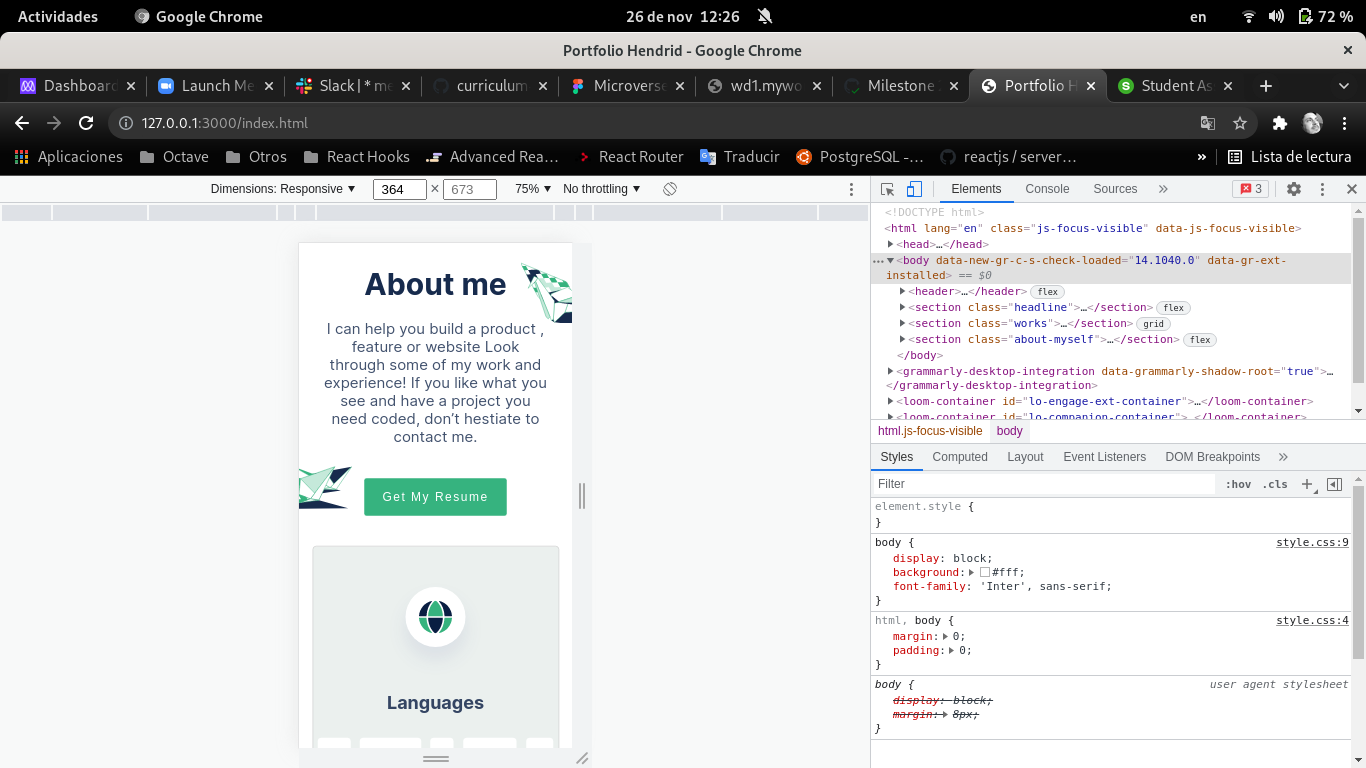 Actividades
Google Chrome
26 de nov 12:26
en
72 %
Portfolio Hendrid - Google Chrome
×
Dashboard ×
Launch Me ×
Slack | * me ×
curriculum ×
Microverse ×
wd1.mywo ×
Milestone ×
Portfolio H ×
Student As ×
+
127.0.0.1:3000/index.html
Aplicaciones
Octave
Otros
React Hooks
Advanced Rea…
React Router
Traducir
PostgreSQL -…
reactjs / server…
»
Lista de lectura
Dimensions: Responsive ▼ 364 × 673 75% ▼ No throttling ▼
Elements Console Sources » 3
About me
I can help you build a product ,
feature or website Look
through some of my work and
experience! If you like what you
see and have a project you
need coded, don’t hestiate to
contact me.
Get My Resume
Languages
<!DOCTYPE html>
<html lang="en" class="js-focus-visible" data-js-focus-visible>
▶<head>…</head>
…▼<body data-new-gr-c-s-check-loaded="14.1040.0" data-gr-ext-
installed> == $0
▶<header>…</header> flex
▶<section class="headline">…</section> flex
▶<section class="works">…</section> grid
▶<section class="about-myself">…</section> flex
</body>
▶<grammarly-desktop-integration data-grammarly-shadow-root="true">…
</grammarly-desktop-integration>
▶<loom-container id="lo-engage-ext-container">…</loom-container>
▶<loom-container id="lo-companion-container">…</loom-container>
html.js-focus-visible body
Styles Computed Layout Event Listeners DOM Breakpoints »
Filter :hov .cls +
element.style {
}
body { style.css:9
display: block;
background:▶ #fff;
font-family: 'Inter', sans-serif;
}
html, body { style.css:4
margin:▶ 0;
padding:▶ 0;
}
body { user agent stylesheet
display: block;
margin:▶ 8px;
}